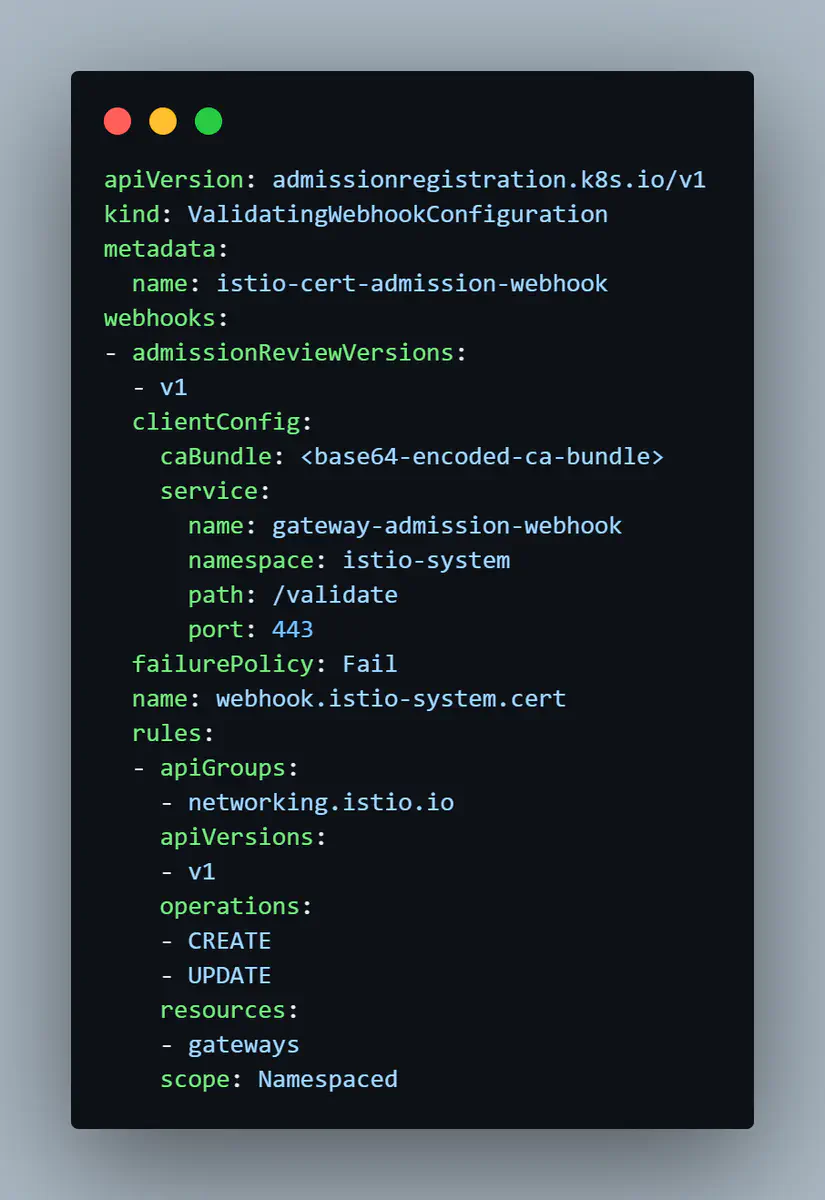 apiVersion: admissionregistration.k8s.io/v1
kind: ValidatingWebhookConfiguration
metadata:
  name: istio-cert-admission-webhook
webhooks:
- admissionReviewVersions:
  - v1
  clientConfig:
    caBundle: <base64-encoded-ca-bundle>
    service:
      name: gateway-admission-webhook
      namespace: istio-system
      path: /validate
      port: 443
  failurePolicy: Fail
  name: webhook.istio-system.cert
  rules:
  - apiGroups:
    - networking.istio.io
    apiVersions:
    - v1
    operations:
    - CREATE
    - UPDATE
    resources:
    - gateways
    scope: Namespaced